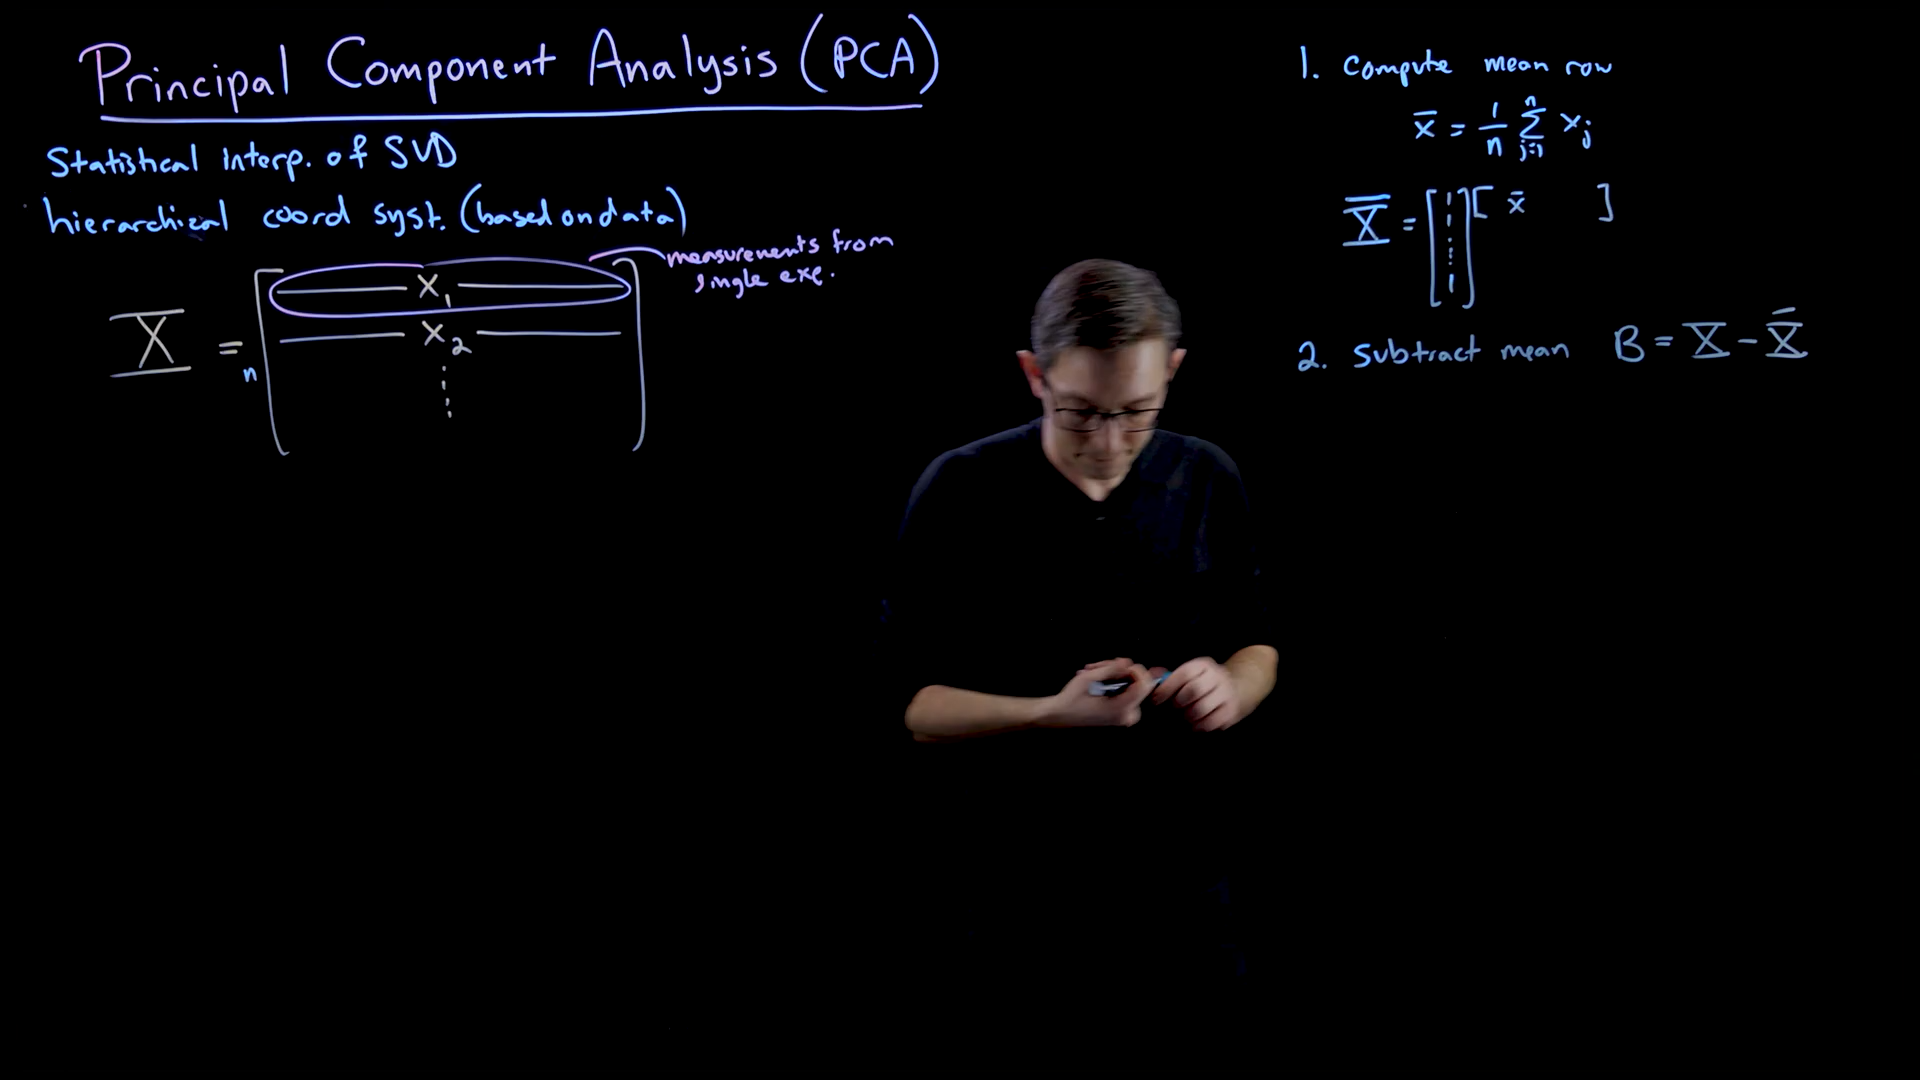 Principal Component Analysis (PCA)
Statistical interp. of SVD
hierarchical coord syst. (based on data)
measurements from
single exp.
X = n [ x₁
x₂
⋮ ]
1. Compute mean row
x̄ = 1/n Σ_{j=1}^{n} x_j
X̄ = [ 1 1 ⋮ 1 ] [ x̄ ]
2. Subtract mean B = X - X̄